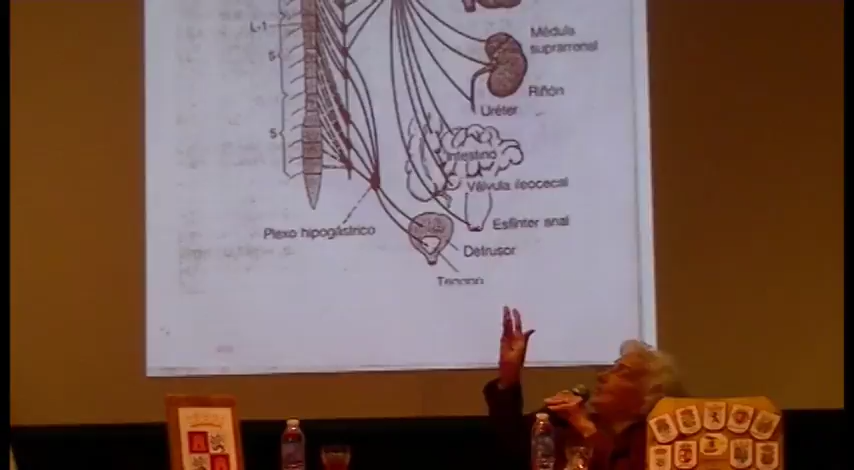 L-1
Médula
suprarrenal
Riñón
Uréter
Intestino
Válvula ileocecal
Esfínter anal
Plexo hipogástrico
Detrusor